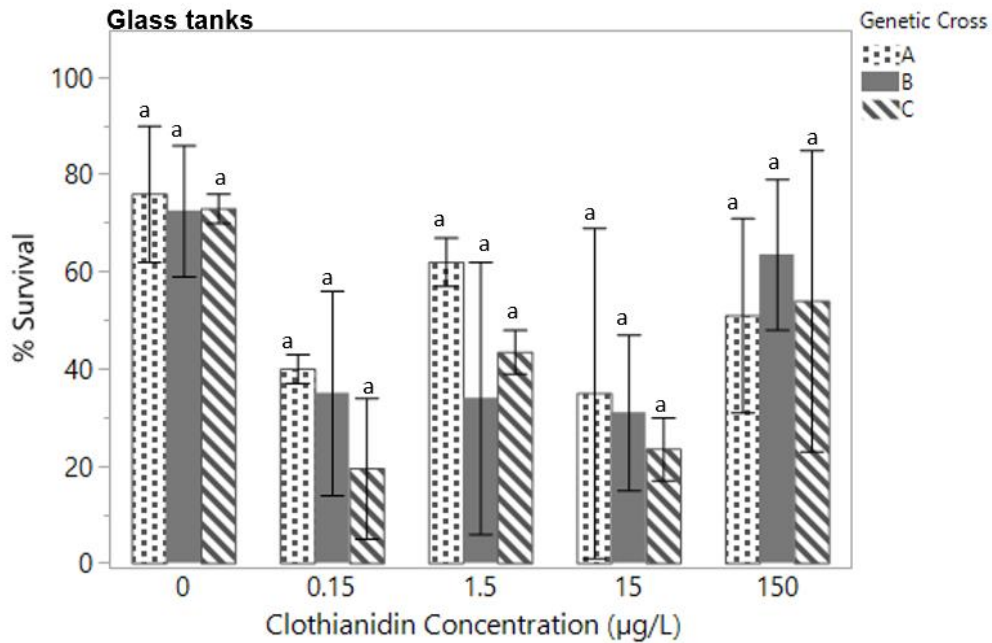 Glass tanks
Genetic Cross
A
B
C
% Survival
100
80
60
40
20
0
a a a
a a a
a a a
a a a
a a a
0 0.15 1.5 15 150
Clothianidin Concentration (µg/L)